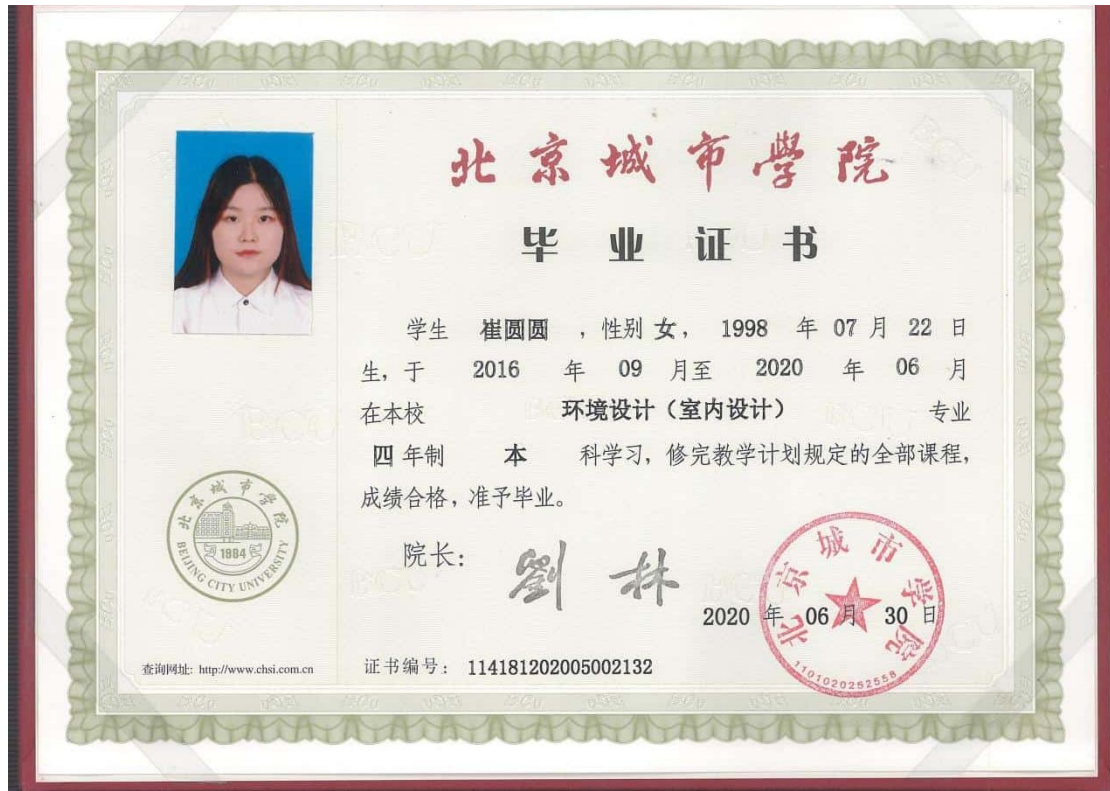 北京城市學院
毕业证书
学生 崔圆圆 ，性别 女， 1998 年 07 月 22 日
生，于 2016 年 09 月至 2020 年 06 月
在本校 环境设计（室内设计） 专业
四 年制 本 科学习，修完教学计划规定的全部课程，
成绩合格，准予毕业。
北京城市学院
1984
BEIJING CITY UNIVERSITY
院长： 劉林
北京城市学院
2020 年 06 月 30 日
1101020252558
查询网址: http://www.chsi.com.cn
证书编号： 114181202005002132